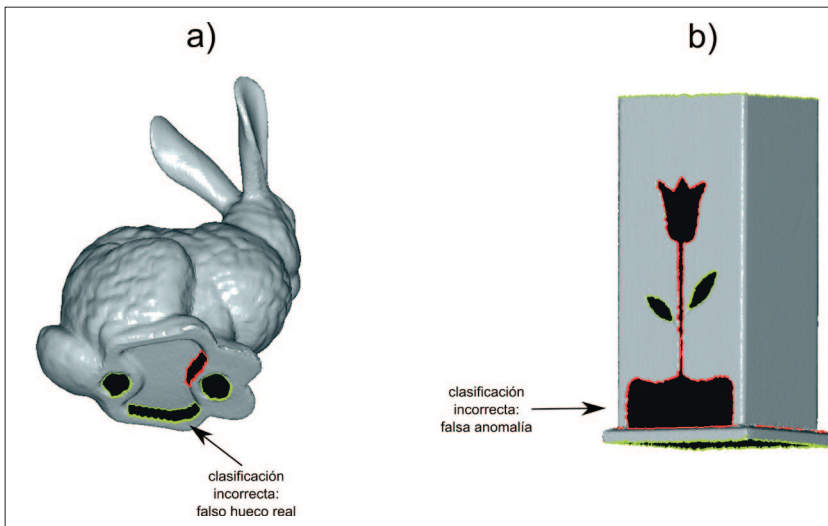 a)
b)
clasificación
incorrecta:
falso hueco real
clasificación
incorrecta:
falsa anomalía